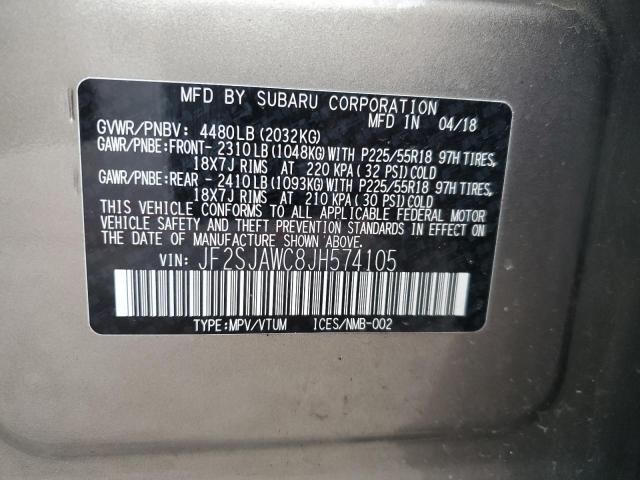 MFD BY SUBARU CORPORATION
MFD IN 04/18
GVWR/PNBV: 4480LB(2032KG)
GAWR/PNBE:FRONT- 2310LB(1048KG)WITH P225/55R18 97H TIRES,
18X7J RIMS AT 220 KPA(32 PSI)COLD
GAWR/PNBE:REAR - 2410LB(1093KG)WITH P225/55R18 97H TIRES,
18X7J RIMS AT 210 KPA(30 PSI)COLD
THIS VEHICLE CONFORMS TO ALL APPLICABLE FEDERAL MOTOR
VEHICLE SAFETY AND THEFT PREVENTION STANDARDS IN EFFECT
ON THE DATE OF MANUFACTURE SHOWN ABOVE.
VIN: JF2SJAWC8JH574105
TYPE:MPV/VTUM ICES/NMB-002